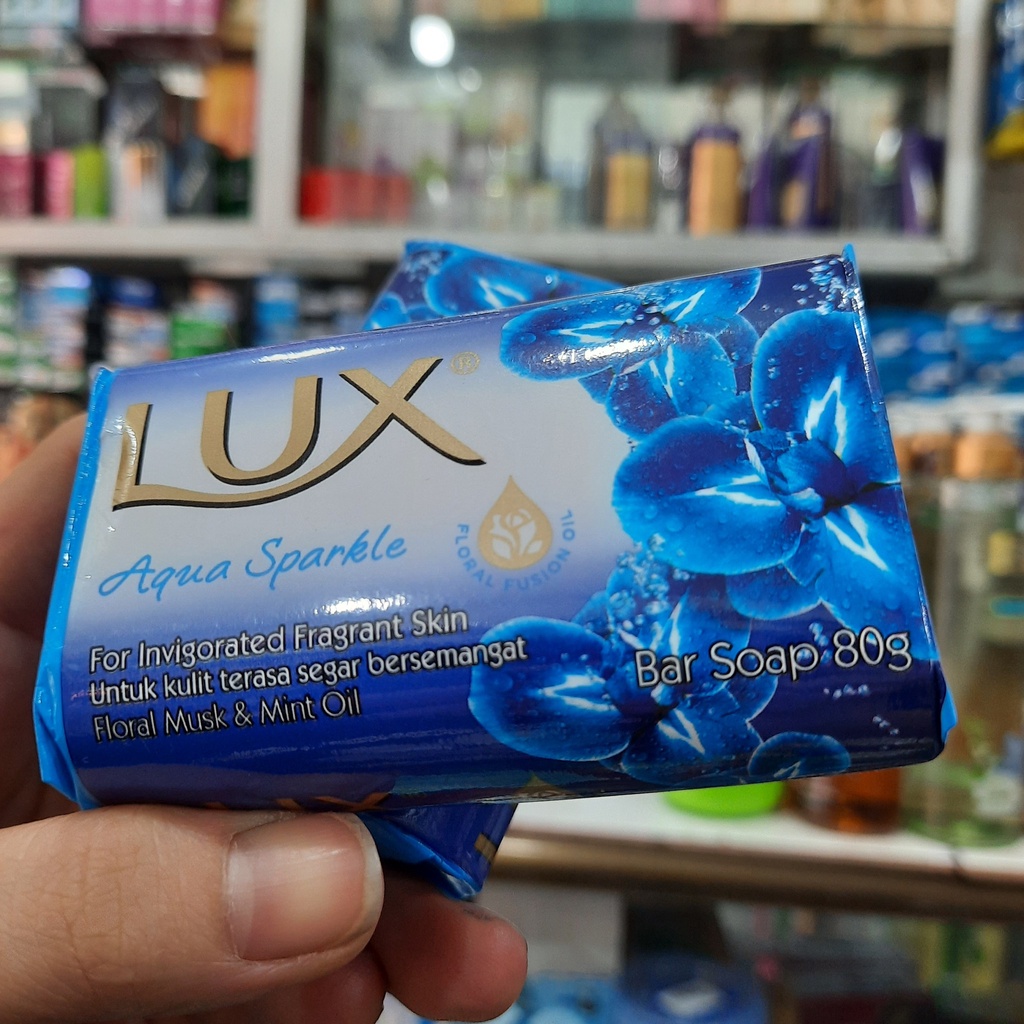 LUX®
Aqua Sparkle
FLORAL FUSION OIL
For Invigorated Fragrant Skin
Untuk kulit terasa segar bersemangat
Floral Musk & Mint Oil
Bar Soap 80g